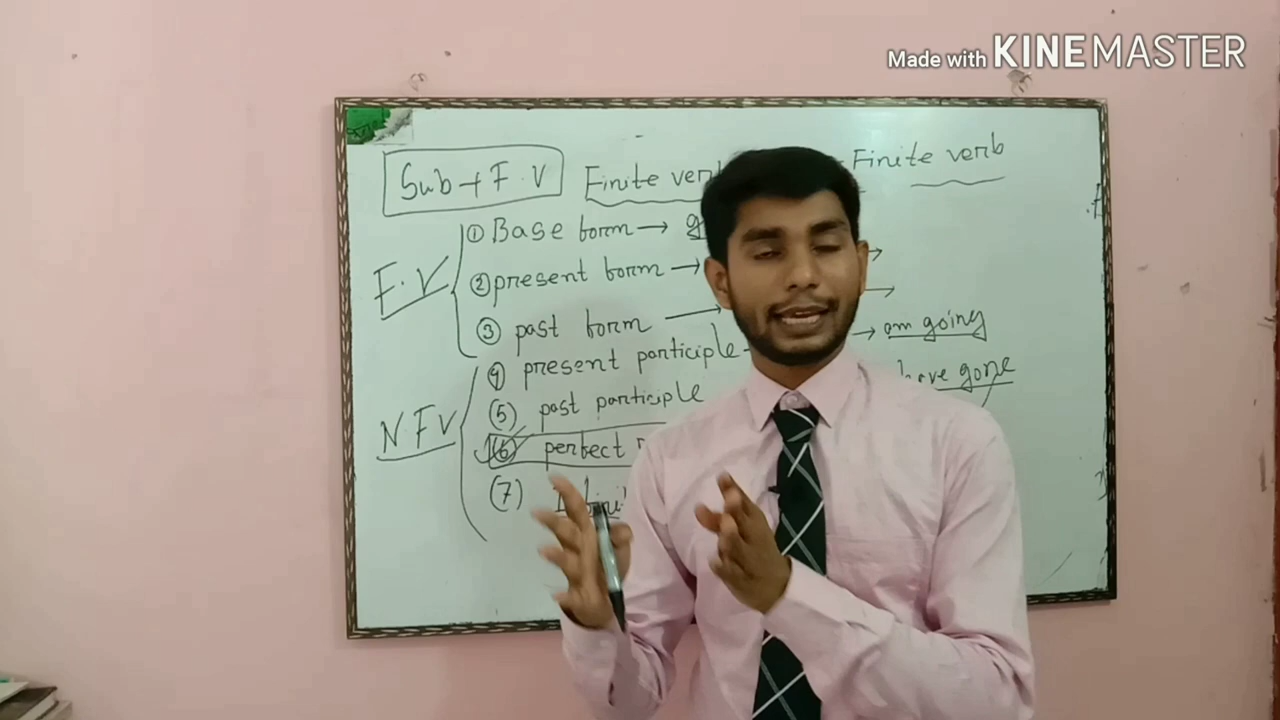 Made with KINEMASTER
Sub + F.V Finite verb Finite verb
① Base form →
F.V ② present form →
③ past form →
④ present participle → am going
(5) past participle have gone
N F V (6) perfect
(7)